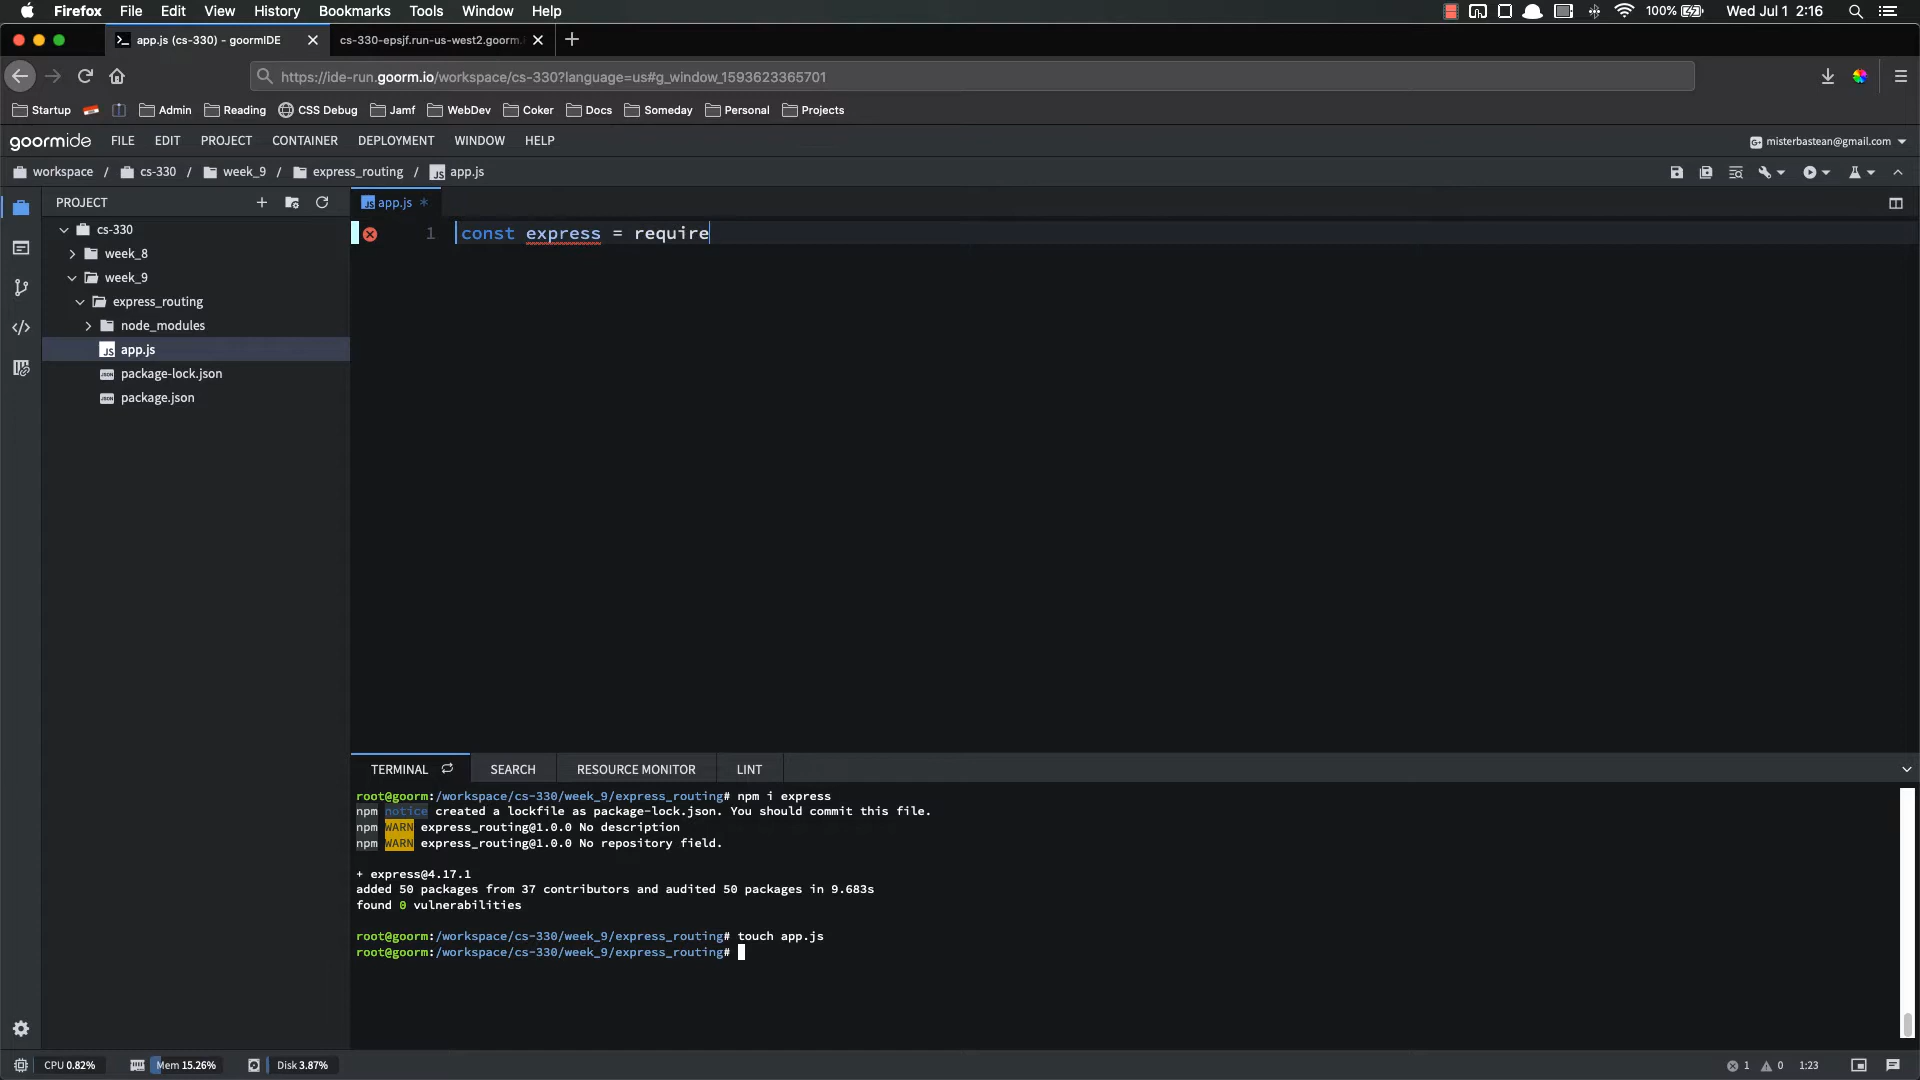 Firefox File Edit View History Bookmarks Tools Window Help 100% Wed Jul 1 2:16
app.js (cs-330) - goormIDE
cs-330-epsjf.run-us-west2.goorm.
https://ide-run.goorm.io/workspace/cs-330?language=us#g_window_1593623365701
Startup Admin Reading CSS Debug Jamf WebDev Coker Docs Someday Personal Projects
goormide FILE EDIT PROJECT CONTAINER DEPLOYMENT WINDOW HELP misterbastean@gmail.com
workspace / cs-330 / week_9 / express_routing / JS app.js
PROJECT
cs-330
week_8
week_9
express_routing
node_modules
JS app.js
JSON package-lock.json
JSON package.json
JS app.js *
1 const express = require
TERMINAL SEARCH RESOURCE MONITOR LINT
root@goorm:/workspace/cs-330/week_9/express_routing# npm i express
npm notice created a lockfile as package-lock.json. You should commit this file.
npm WARN express_routing@1.0.0 No description
npm WARN express_routing@1.0.0 No repository field.
+ express@4.17.1
added 50 packages from 37 contributors and audited 50 packages in 9.683s
found 0 vulnerabilities
root@goorm:/workspace/cs-330/week_9/express_routing# touch app.js
root@goorm:/workspace/cs-330/week_9/express_routing#
CPU 0.82% Mem 15.26% Disk 3.87% 1 0 1:23